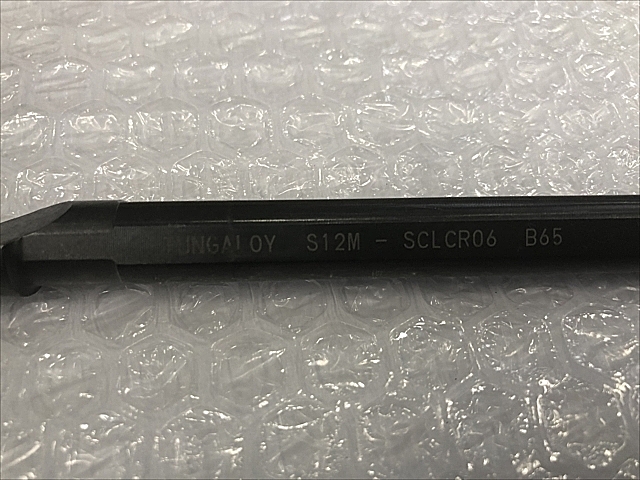 TUNGALOY S12M - SCLCR06 B65